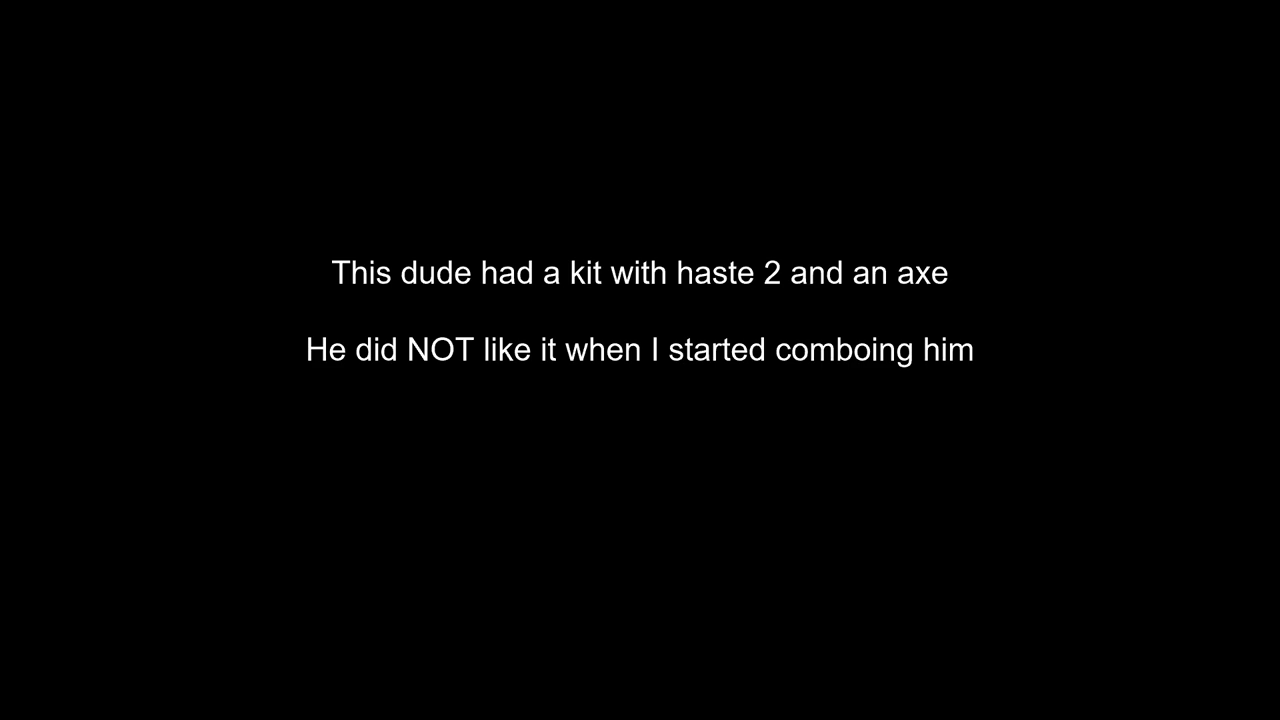 This dude had a kit with haste 2 and an axe
He did NOT like it when I started comboing him